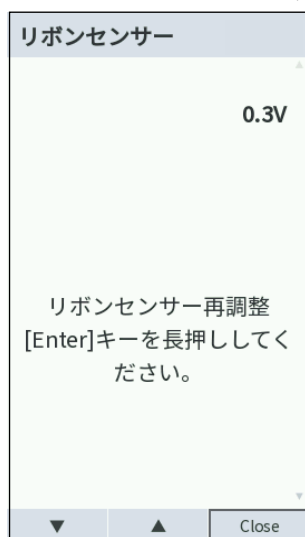 リボンセンサー
0.3V
リボンセンサー再調整
[Enter]キーを長押ししてく
ださい。
▼ ▲ Close